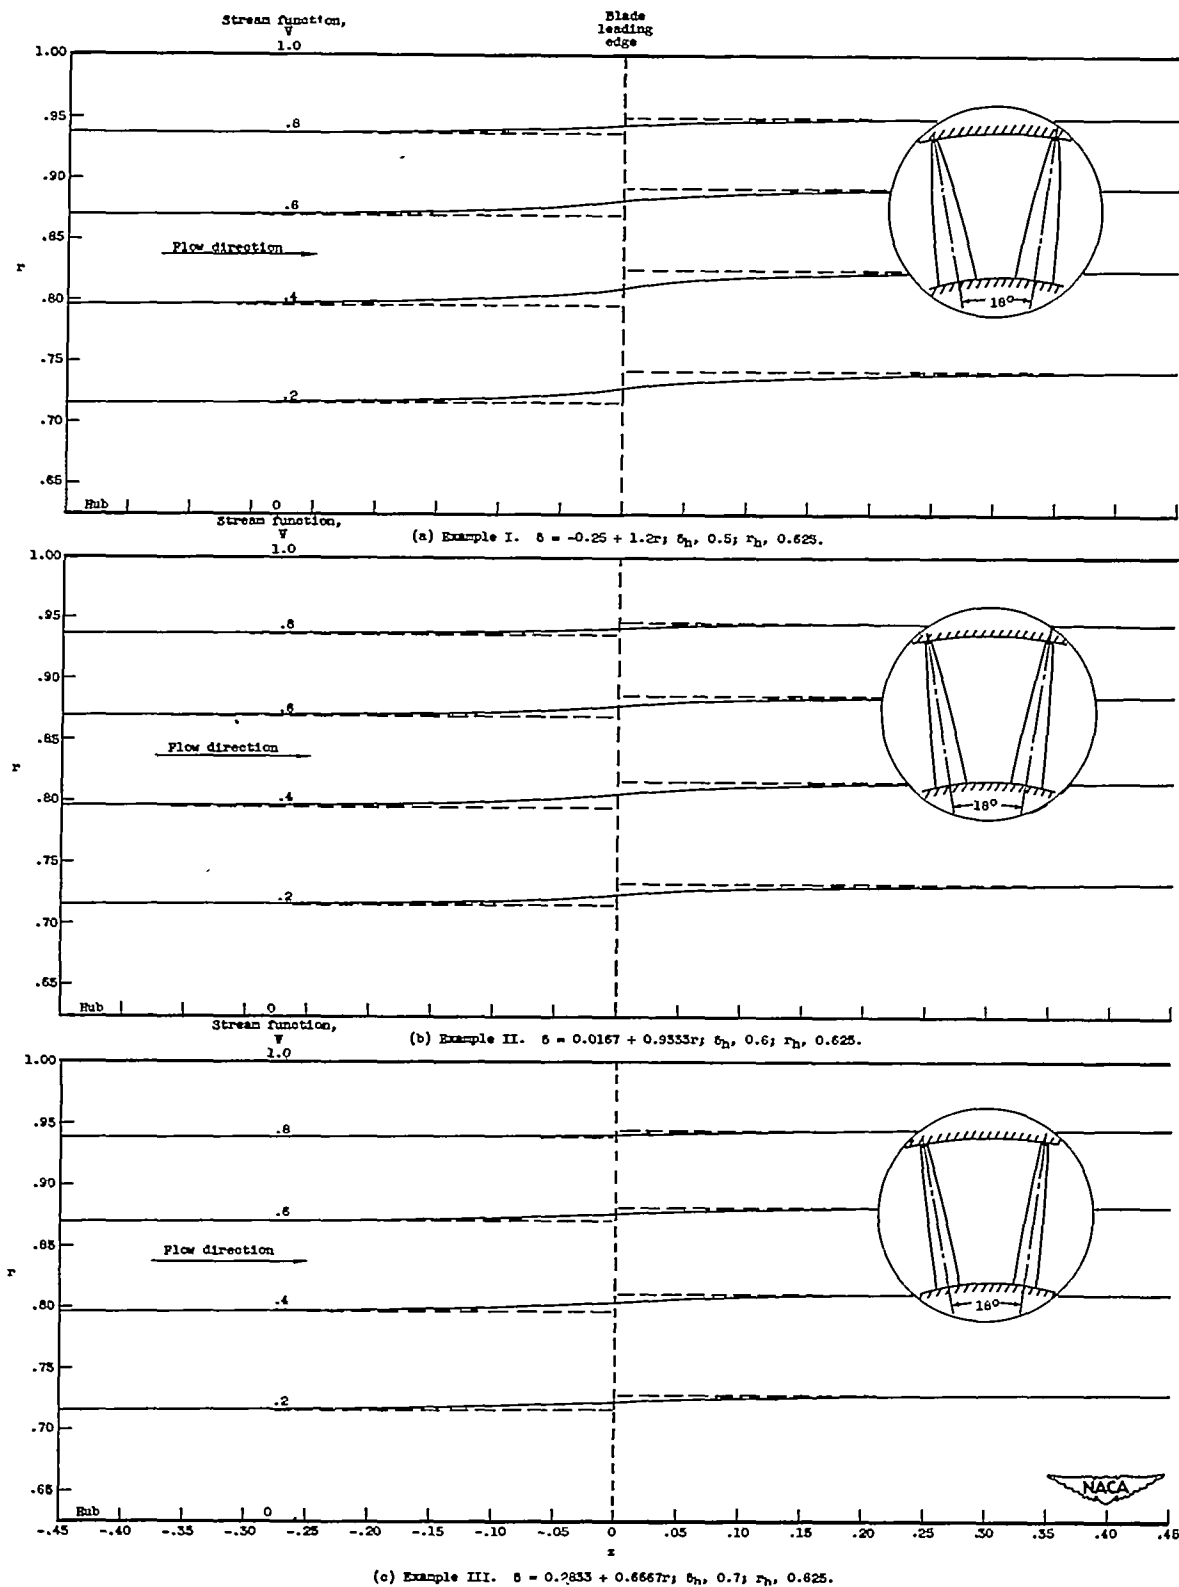 Stream function,
Ψ
1.0
Blade
leading
edge
1.00
.95
.90
.85
.80
.75
.70
.65
r
.8
.6
.4
.2
0
Flow direction
Hub
18°
(a) Example I. δ = -0.25 + 1.2r; δh, 0.5; rh, 0.625.
Stream function,
Ψ
1.0
1.00
.95
.90
.85
.80
.75
.70
.65
r
.8
.6
.4
.2
0
Flow direction
Hub
18°
(b) Example II. δ = 0.0167 + 0.9333r; δh, 0.6; rh, 0.625.
Stream function,
Ψ
1.0
1.00
.95
.90
.85
.80
.75
.70
.65
r
.8
.6
.4
.2
0
Flow direction
Hub
18°
NACA
-.45 -.40 -.35 -.30 -.25 -.20 -.15 -.10 -.05 0 .05 .10 .15 .20 .25 .30 .35 .40 .45
z
(c) Example III. δ = 0.2833 + 0.6667r; δh, 0.7; rh, 0.625.